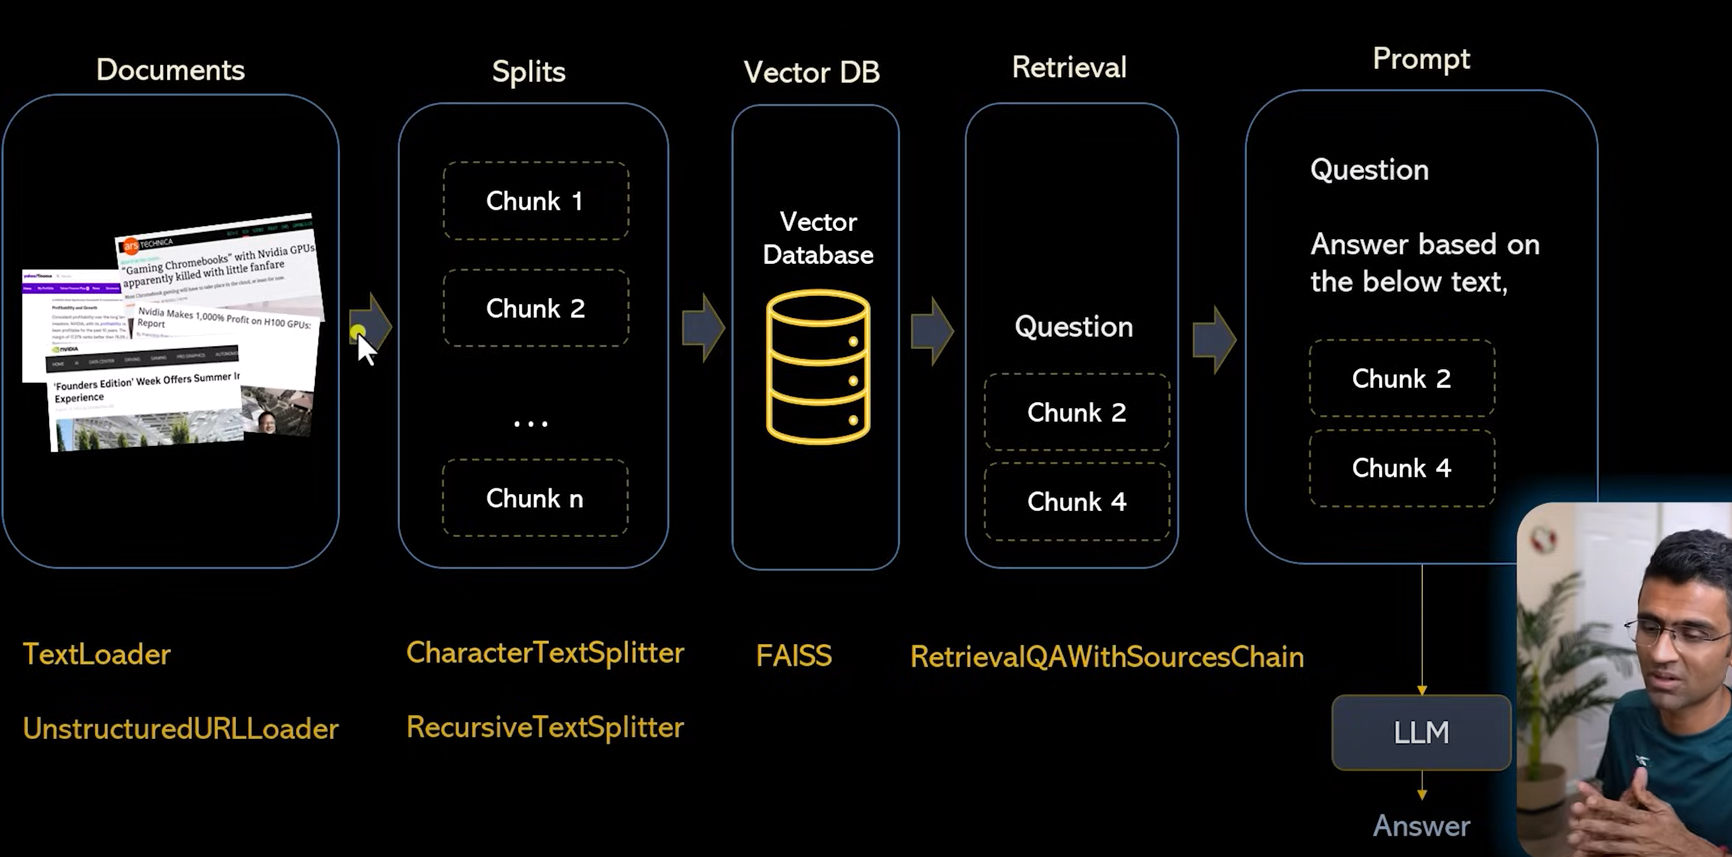 Documents
Splits
Vector DB
Retrieval
Prompt
ars TECHNICA
"Gaming Chromebooks" with Nvidia GPUs
apparently killed with little fanfare
Profitability and Growth
Nvidia Makes 1,000% Profit on H100 GPUs:
Report
NVIDIA
'Founders Edition' Week Offers Summer In
Experience
Chunk 1
Chunk 2
...
Chunk n
Vector
Database
Question
Chunk 2
Chunk 4
Question
Answer based on
the below text,
Chunk 2
Chunk 4
TextLoader
UnstructuredURLLoader
CharacterTextSplitter
RecursiveTextSplitter
FAISS
RetrievalQAWithSourcesChain
LLM
Answer